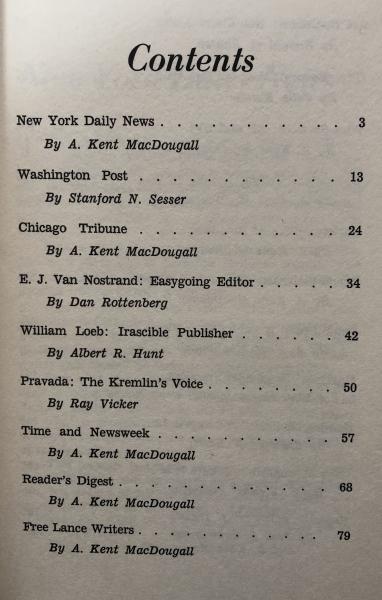 Contents
New York Daily News . . . . . . . . . . . 3
By A. Kent MacDougall
Washington Post . . . . . . . . . . . . 13
By Stanford N. Sesser
Chicago Tribune . . . . . . . . . . . . 24
By A. Kent MacDougall
E. J. Van Nostrand: Easygoing Editor . . . . . 34
By Dan Rottenberg
William Loeb: Irascible Publisher . . . . . . 42
By Albert R. Hunt
Pravada: The Kremlin's Voice . . . . . . . . 50
By Ray Vicker
Time and Newsweek . . . . . . . . . . . 57
By A. Kent MacDougall
Reader's Digest . . . . . . . . . . . . . 68
By A. Kent MacDougall
Free Lance Writers . . . . . . . . . . . . 79
By A. Kent MacDougall